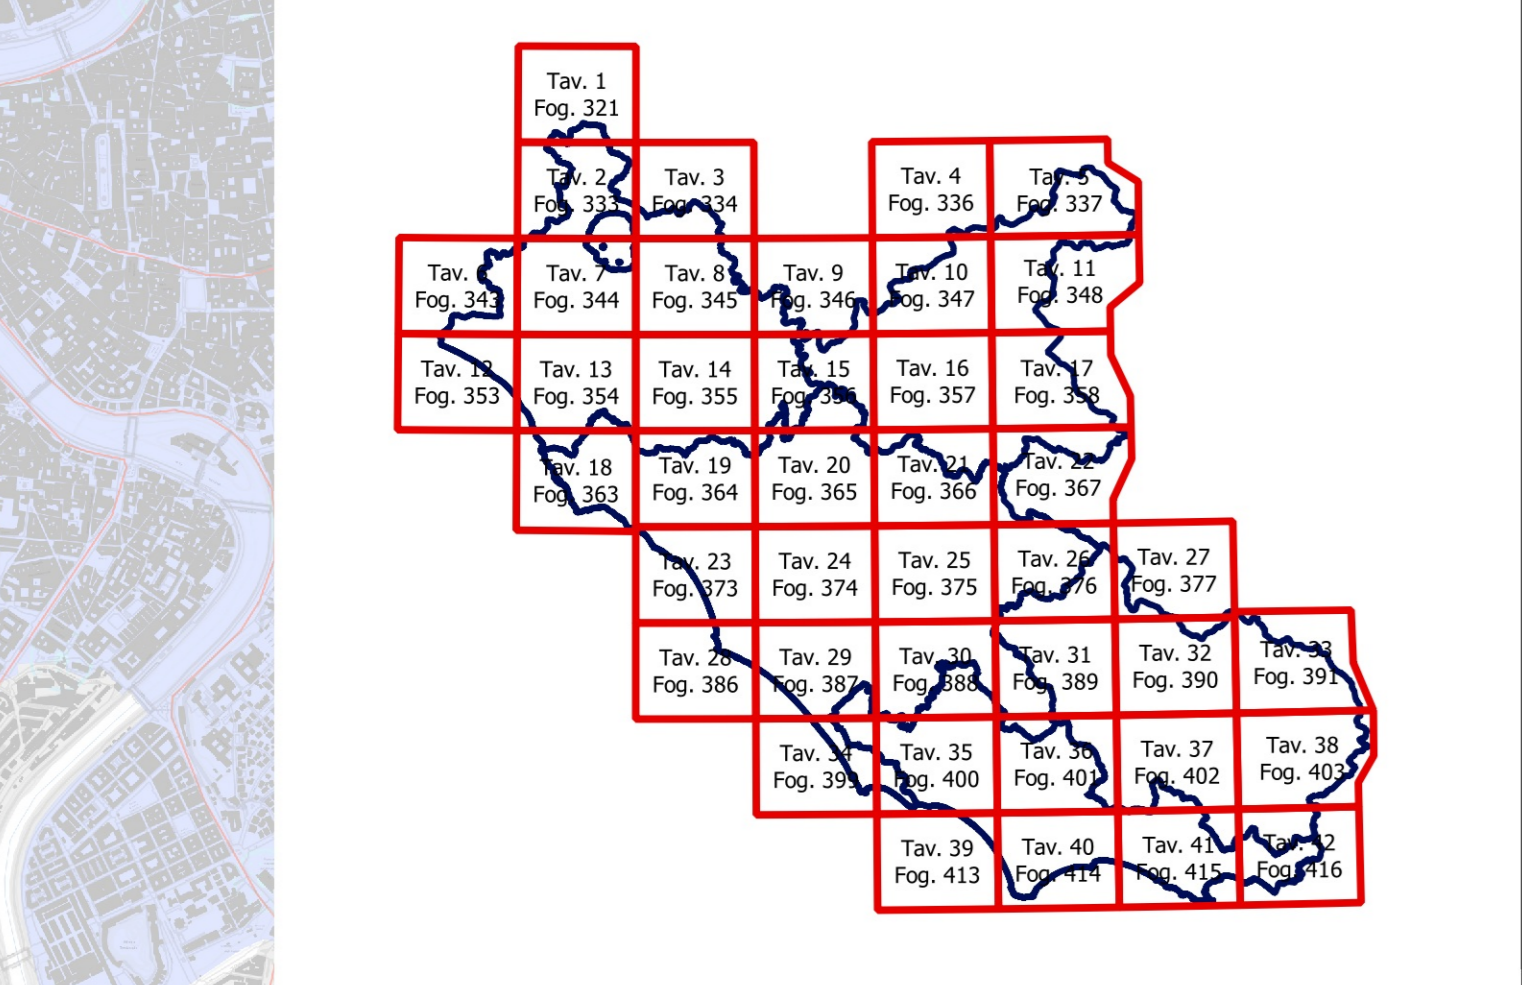 Tav. 1
Fog. 321
Tav. 2
Fog. 333
Tav. 3
Fog. 334
Tav. 4
Fog. 336
Tav. 5
Fog. 337
Tav. 6
Fog. 343
Tav. 7
Fog. 344
Tav. 8
Fog. 345
Tav. 9
Fog. 346
Tav. 10
Fog. 347
Tav. 11
Fog. 348
Tav. 12
Fog. 353
Tav. 13
Fog. 354
Tav. 14
Fog. 355
Tav. 15
Fog. 356
Tav. 16
Fog. 357
Tav. 17
Fog. 358
Tav. 18
Fog. 363
Tav. 19
Fog. 364
Tav. 20
Fog. 365
Tav. 21
Fog. 366
Tav. 22
Fog. 367
Tav. 23
Fog. 373
Tav. 24
Fog. 374
Tav. 25
Fog. 375
Tav. 26
Fog. 376
Tav. 27
Fog. 377
Tav. 28
Fog. 386
Tav. 29
Fog. 387
Tav. 30
Fog. 388
Tav. 31
Fog. 389
Tav. 32
Fog. 390
Tav. 33
Fog. 391
Tav. 34
Fog. 399
Tav. 35
Fog. 400
Tav. 36
Fog. 401
Tav. 37
Fog. 402
Tav. 38
Fog. 403
Tav. 39
Fog. 413
Tav. 40
Fog. 414
Tav. 41
Fog. 415
Tav. 42
Fog. 416